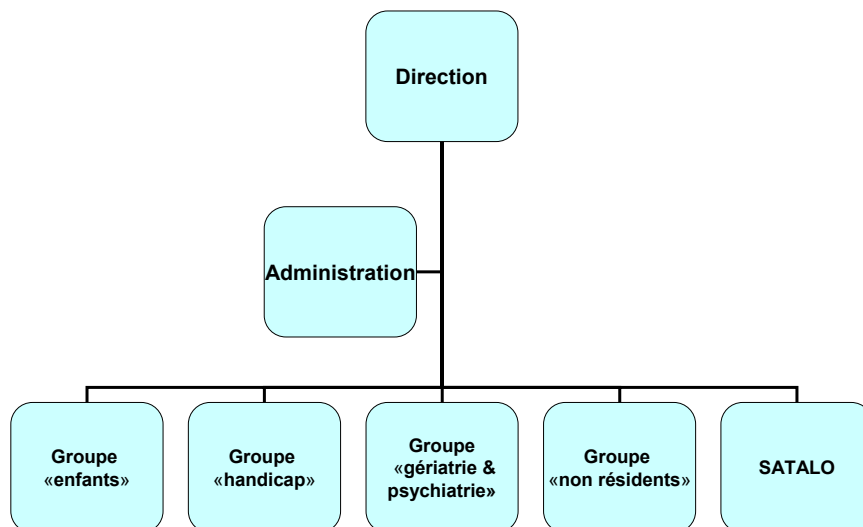 Direction
Administration
Groupe
«enfants»
Groupe
«handicap»
Groupe
«gériatrie &
psychiatrie»
Groupe
«non résidents»
SATALO